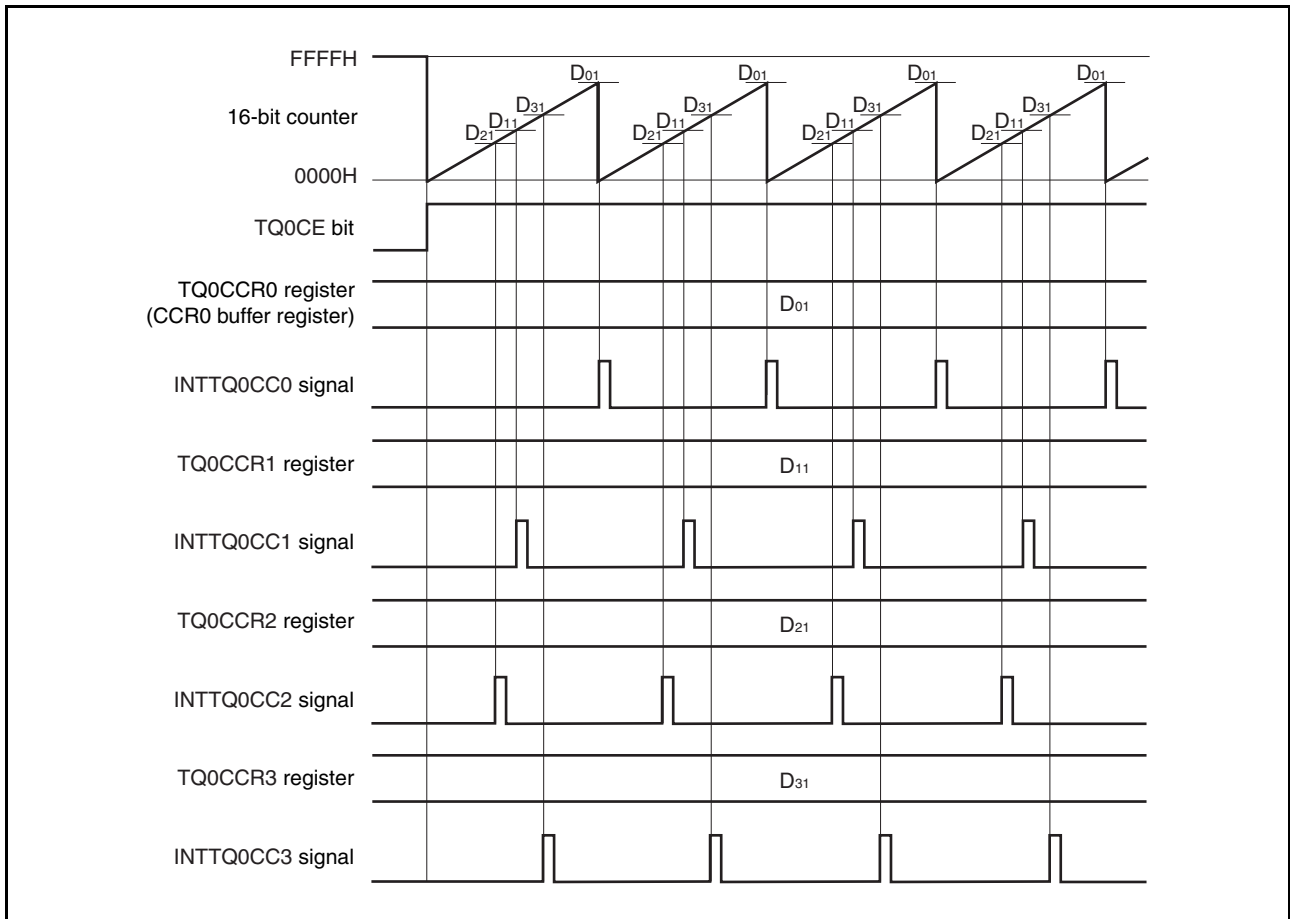 FFFFH
D01 D01 D01 D01
D31 D31 D31 D31
16-bit counter
D11 D11 D11 D11
D21 D21 D21 D21
0000H
TQ0CE bit
TQ0CCR0 register
(CCR0 buffer register)
D01
INTTQ0CC0 signal
TQ0CCR1 register
D11
INTTQ0CC1 signal
TQ0CCR2 register
D21
INTTQ0CC2 signal
TQ0CCR3 register
D31
INTTQ0CC3 signal